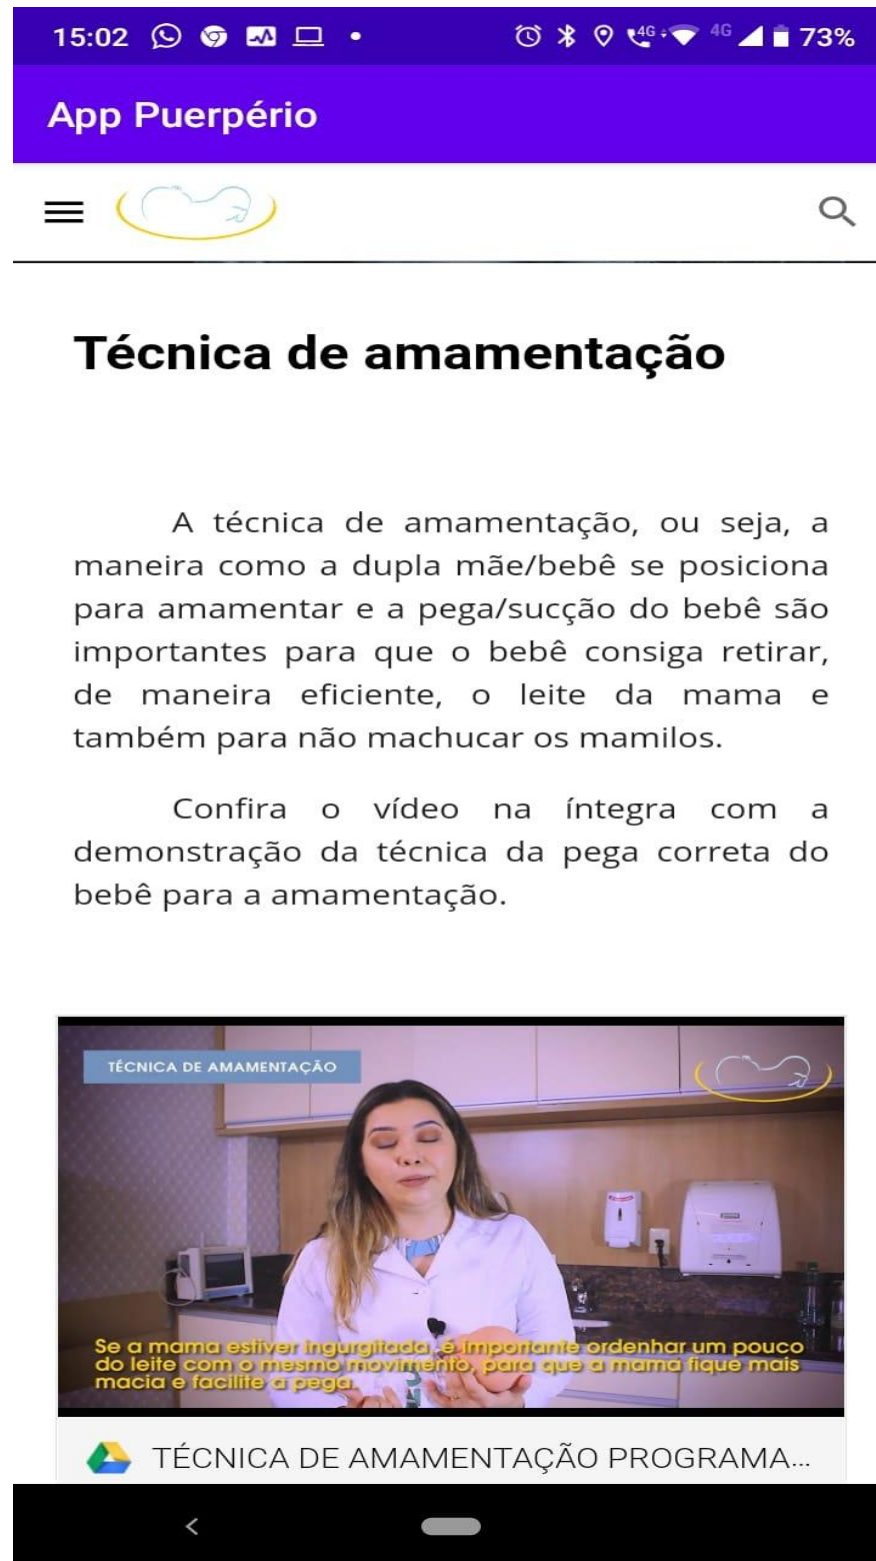 15:02
4G
4G
73%
App Puerpério
Técnica de amamentação
A técnica de amamentação, ou seja, a
maneira como a dupla mãe/bebê se posiciona
para amamentar e a pega/sucção do bebê são
importantes para que o bebê consiga retirar,
de maneira eficiente, o leite da mama e
também para não machucar os mamilos.
Confira o vídeo na íntegra com a
demonstração da técnica da pega correta do
bebê para a amamentação.
TÉCNICA DE AMAMENTAÇÃO
Se a mama estiver ingurgitada, é importante ordenhar um pouco
do leite com o mesmo movimento, para que a mama fique mais
macia e facilite a pega.
TÉCNICA DE AMAMENTAÇÃO PROGRAMA...